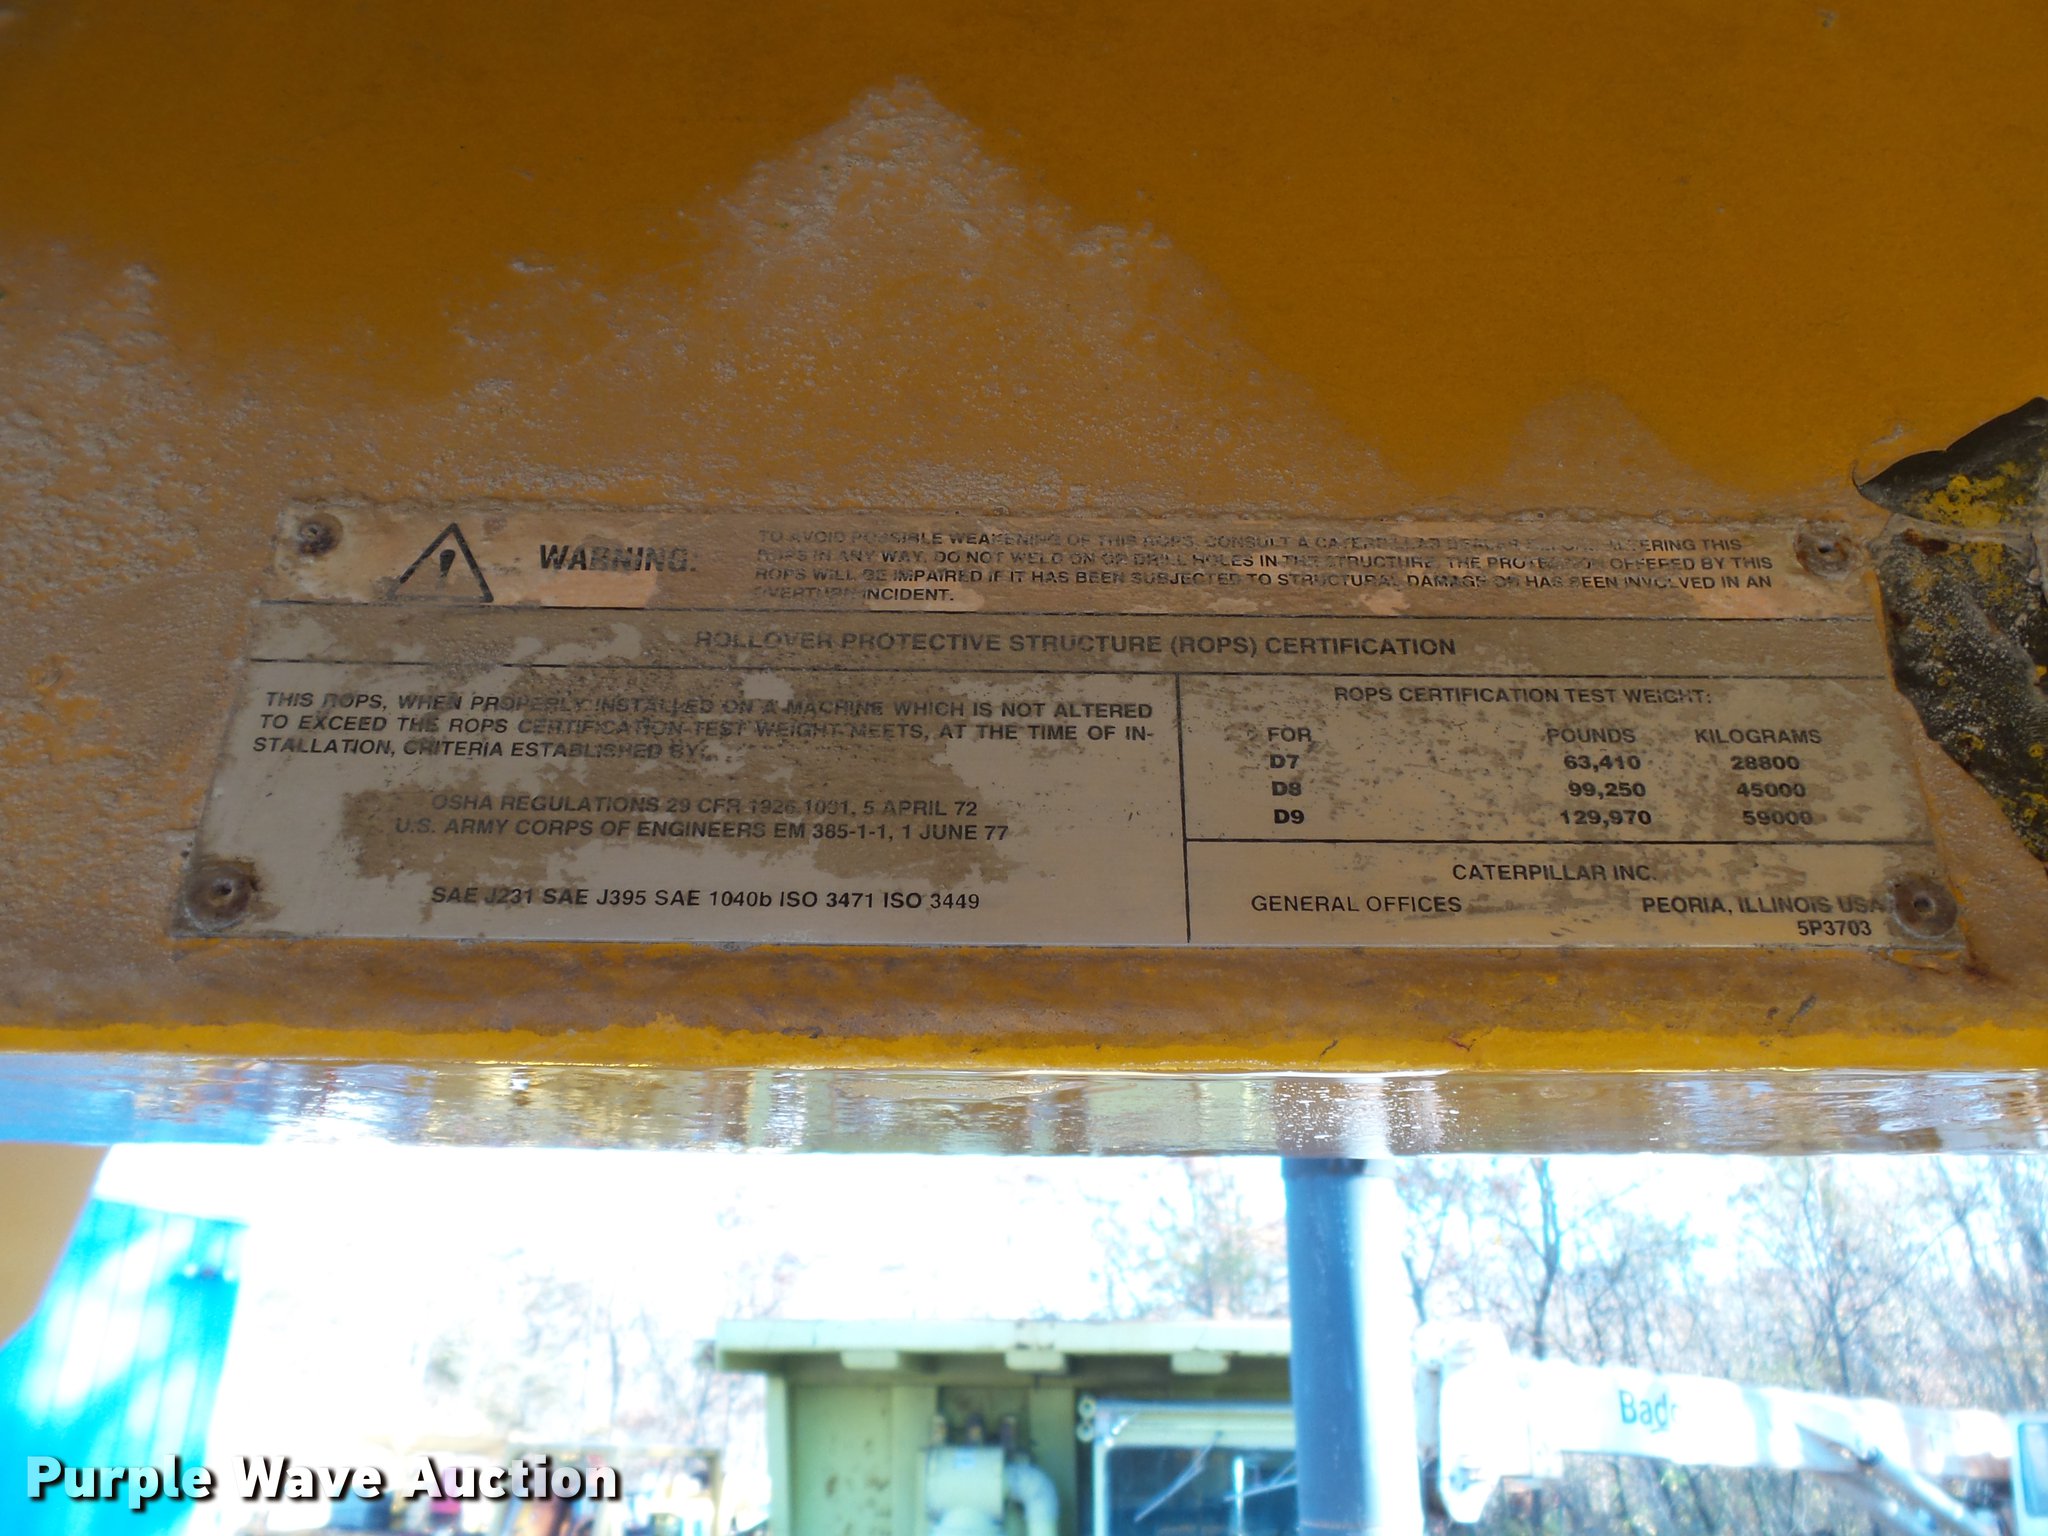 WARNING:
TO AVOID POSSIBLE WEAKENING OF THIS ROPS, CONSULT A CATERPILLAR DEALER BEFORE ALTERING THIS
ROPS IN ANY WAY. DO NOT WELD ON OR DRILL HOLES IN THE STRUCTURE. THE PROTECTION OFFERED BY THIS
ROPS WILL BE IMPAIRED IF IT HAS BEEN SUBJECTED TO STRUCTURAL DAMAGE OR HAS BEEN INVOLVED IN AN
OVERTURN INCIDENT.
ROLLOVER PROTECTIVE STRUCTURE (ROPS) CERTIFICATION
THIS ROPS, WHEN PROPERLY INSTALLED ON A MACHINE WHICH IS NOT ALTERED
TO EXCEED THE ROPS CERTIFICATION TEST WEIGHT MEETS, AT THE TIME OF IN-
STALLATION, CRITERIA ESTABLISHED BY:
OSHA REGULATIONS 29 CFR 1926.1001, 5 APRIL 72
U.S. ARMY CORPS OF ENGINEERS EM 385-1-1, 1 JUNE 77
SAE J231 SAE J395 SAE 1040b ISO 3471 ISO 3449
ROPS CERTIFICATION TEST WEIGHT:
FOR POUNDS KILOGRAMS
D7 63,410 28800
D8 99,250 45000
D9 129,970 59000
CATERPILLAR INC.
GENERAL OFFICES PEORIA, ILLINOIS USA
5P3703
Purple Wave Auction